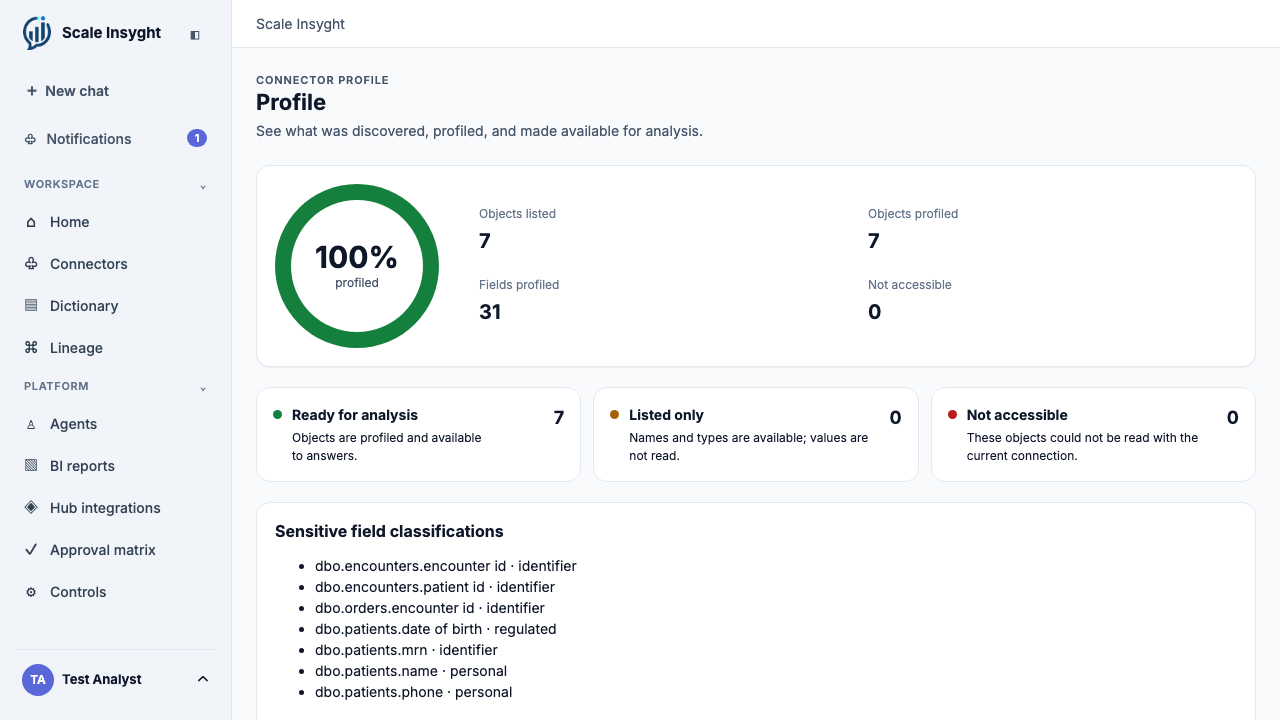 Scale Insyght
+ New chat
Notifications
1
WORKSPACE
Home
Connectors
Dictionary
Lineage
PLATFORM
Agents
BI reports
Hub integrations
Approval matrix
Controls
TA
Test Analyst
Scale Insyght
CONNECTOR PROFILE
Profile
See what was discovered, profiled, and made available for analysis.
100%
profiled
Objects listed
7
Objects profiled
7
Fields profiled
31
Not accessible
0
Ready for analysis
7
Objects are profiled and available
to answers.
Listed only
0
Names and types are available; values are
not read.
Not accessible
0
These objects could not be read with the
current connection.
Sensitive field classifications
• dbo.encounters.encounter id · identifier
• dbo.encounters.patient id · identifier
• dbo.orders.encounter id · identifier
• dbo.patients.date of birth · regulated
• dbo.patients.mrn · identifier
• dbo.patients.name · personal
• dbo.patients.phone · personal